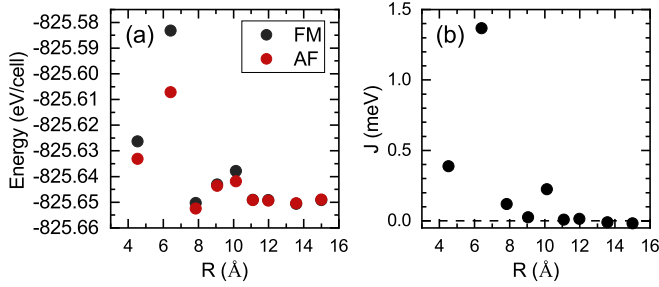 -825.58
-825.59
-825.60
-825.61
-825.62
-825.63
-825.64
-825.65
-825.66
Energy (eV/cell)
(a)
FM
AF
4 6 8 10 12 14 16
R (Å)
1.5
1.0
0.5
0.0
J (meV)
(b)
4 6 8 10 12 14 16
R (Å)